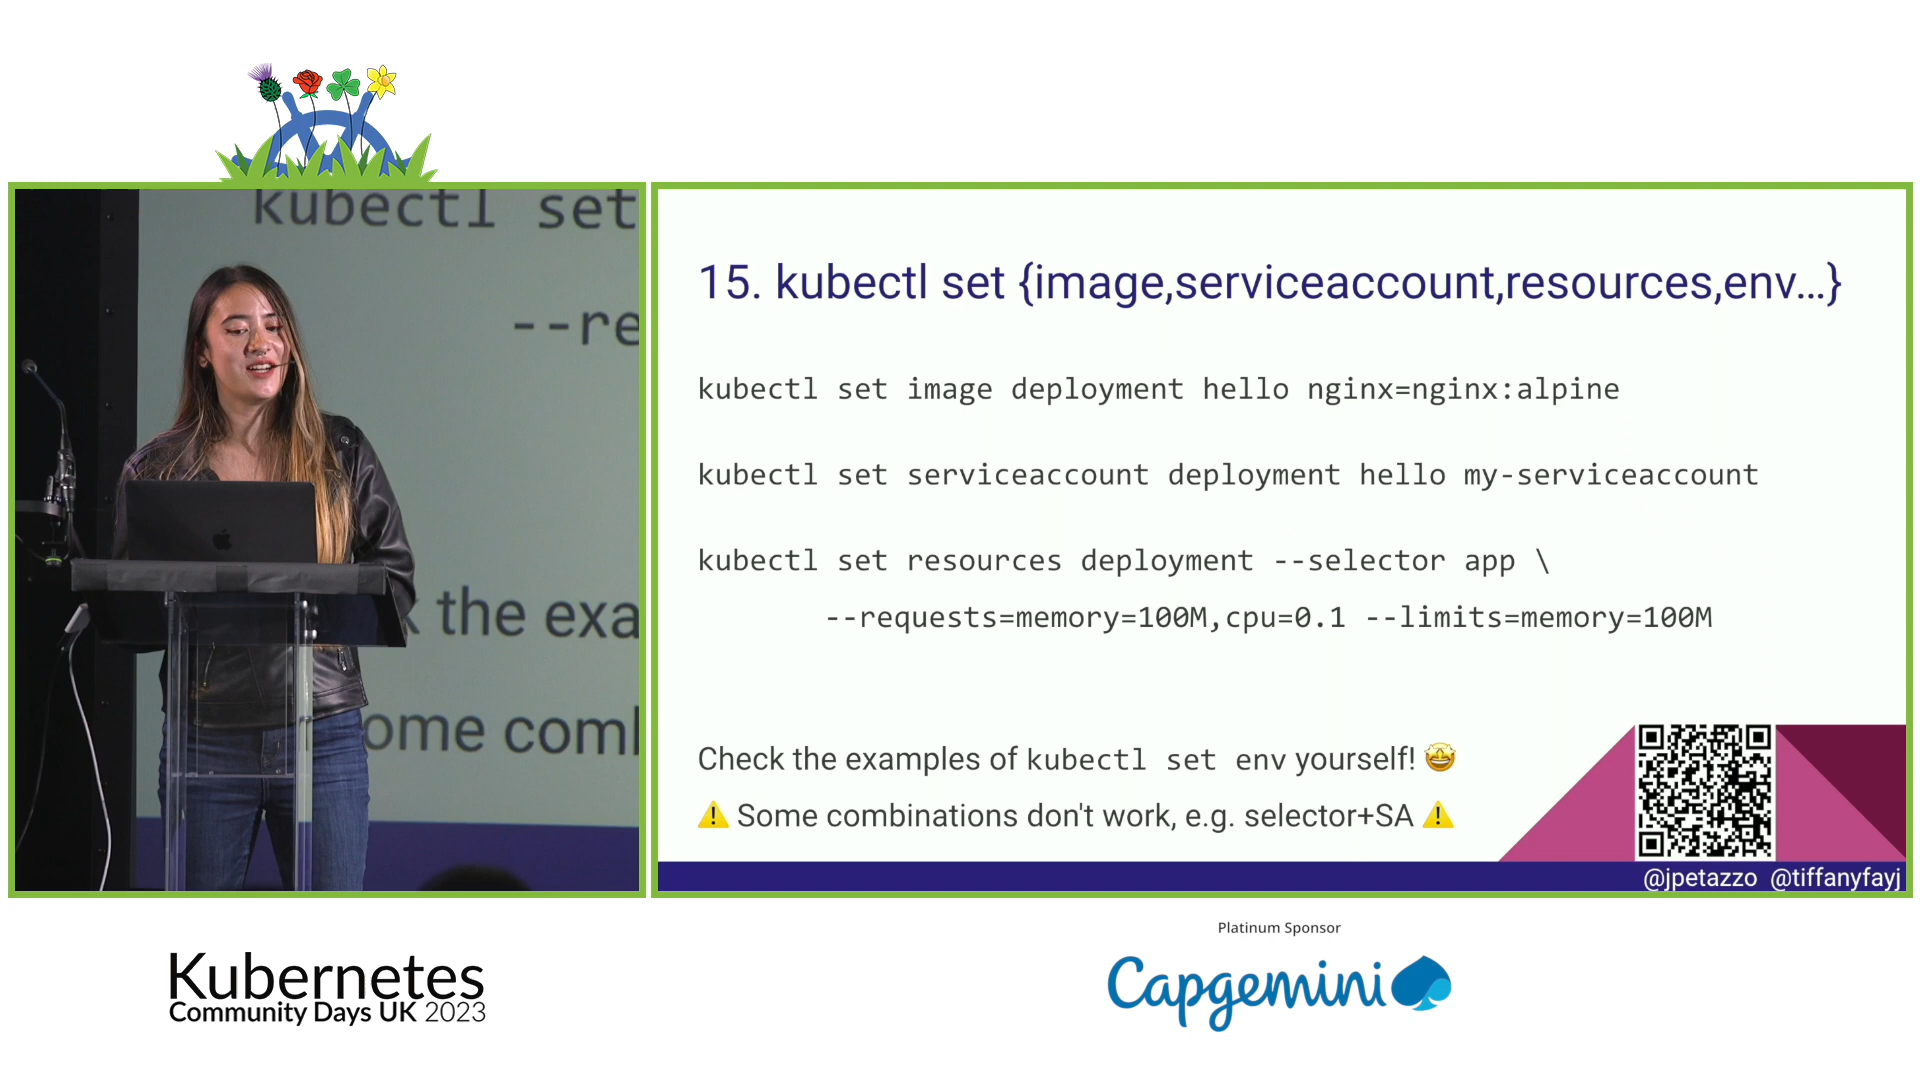 kubectl set
--re
k the exa
ome coml
15. kubectl set {image,serviceaccount,resources,env...}
kubectl set image deployment hello nginx=nginx:alpine
kubectl set serviceaccount deployment hello my-serviceaccount
kubectl set resources deployment --selector app \
--requests=memory=100M,cpu=0.1 --limits=memory=100M
Check the examples of kubectl set env yourself! 🤩
⚠️ Some combinations don't work, e.g. selector+SA ⚠️
@jpetazzo @tiffanyfayj
Kubernetes
Community Days UK 2023
Platinum Sponsor
Capgemini